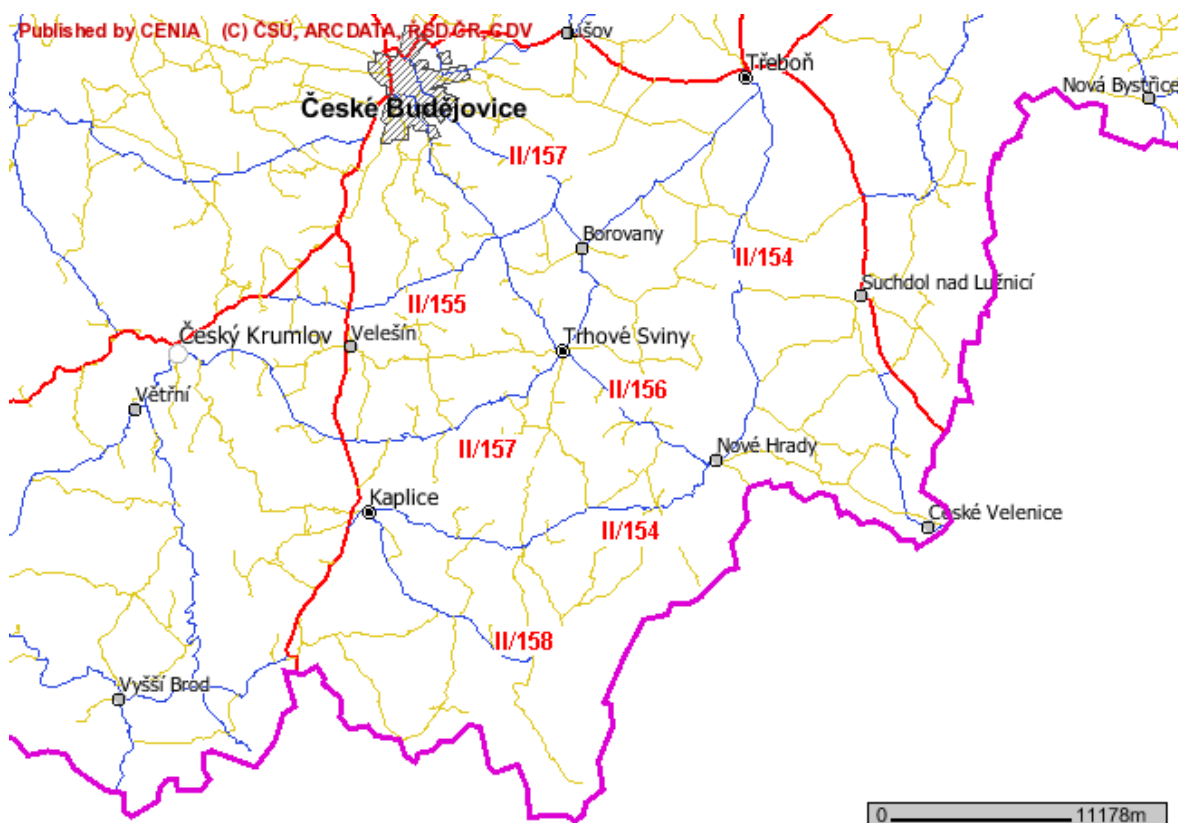 Published by CENIA (C) ČSÚ, ARCDATA, ŘSD ČR, CDV
Lišov
Třeboň
Nová Bystřice
České Budějovice
II/157
Borovany
II/154
Suchdol nad Lužnicí
II/155
Český Krumlov
Velešín
Trhové Sviny
Větřní
II/156
II/157
Nové Hrady
Kaplice
II/154
České Velenice
II/158
Vyšší Brod
0 11178m